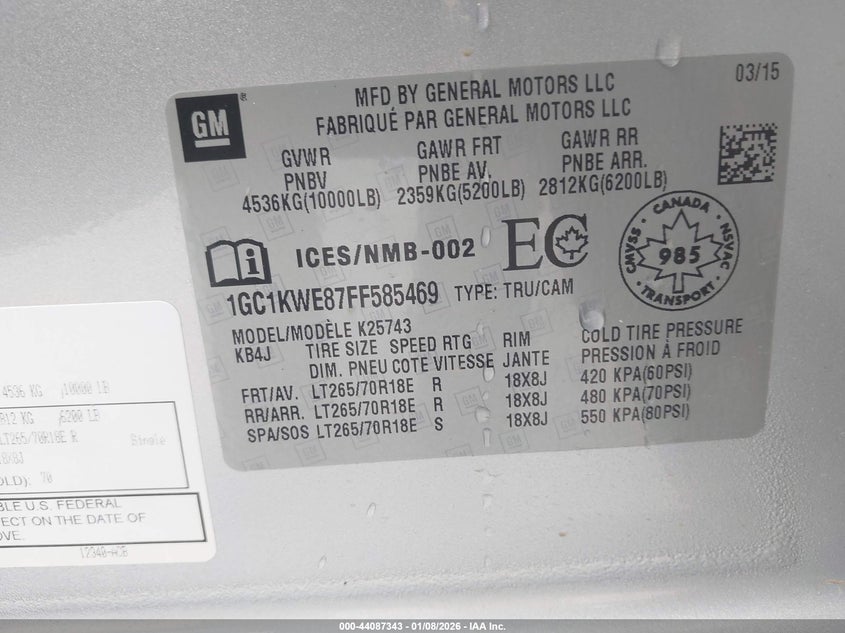 03/15
GM
®
MFD BY GENERAL MOTORS LLC
FABRIQUÉ PAR GENERAL MOTORS LLC
GVWR GAWR FRT GAWR RR
PNBV PNBE AV. PNBE ARR.
4536KG(10000LB) 2359KG(5200LB) 2812KG(6200LB)
i ICES/NMB-002 EC
CANADA
CMVSS 985 NSVAC
TRANSPORT
1GC1KWE87FF585469 TYPE: TRU/CAM
MODEL/MODÈLE K25743
KB4J TIRE SIZE SPEED RTG RIM COLD TIRE PRESSURE
DIM. PNEU COTE VITESSE JANTE PRESSION À FROID
FRT/AV. LT265/70R18E R 18X8J 420 KPA(60PSI)
RR/ARR. LT265/70R18E R 18X8J 480 KPA(70PSI)
SPA/SOS LT265/70R18E S 18X8J 550 KPA(80PSI)
4536 KG 10000 LB
KG 6200 LB
LT265/70R18E R Single
OLD): 70
BLE U.S. FEDERAL
ECT ON THE DATE OF
OVE.
000-44087343 | 01/08/2026 - IAA Inc.